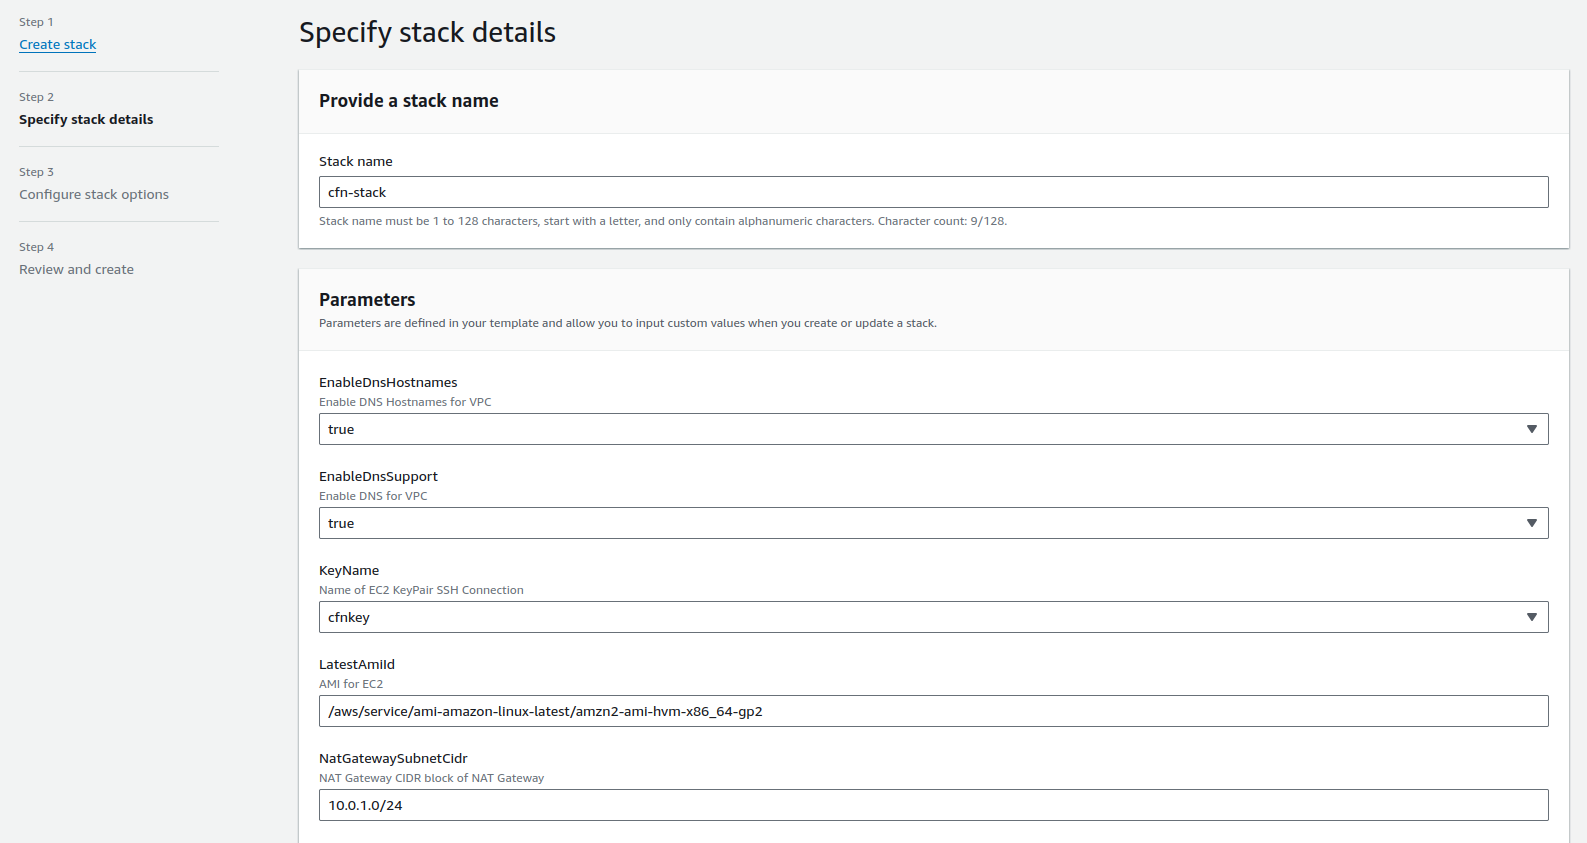 Step 1
Create stack
Step 2
Specify stack details
Step 3
Configure stack options
Step 4
Review and create
Specify stack details
Provide a stack name
Stack name
cfn-stack
Stack name must be 1 to 128 characters, start with a letter, and only contain alphanumeric characters. Character count: 9/128.
Parameters
Parameters are defined in your template and allow you to input custom values when you create or update a stack.
EnableDnsHostnames
Enable DNS Hostnames for VPC
true
EnableDnsSupport
Enable DNS for VPC
true
KeyName
Name of EC2 KeyPair SSH Connection
cfnkey
LatestAmiId
AMI for EC2
/aws/service/ami-amazon-linux-latest/amzn2-ami-hvm-x86_64-gp2
NatGatewaySubnetCidr
NAT Gateway CIDR block of NAT Gateway
10.0.1.0/24